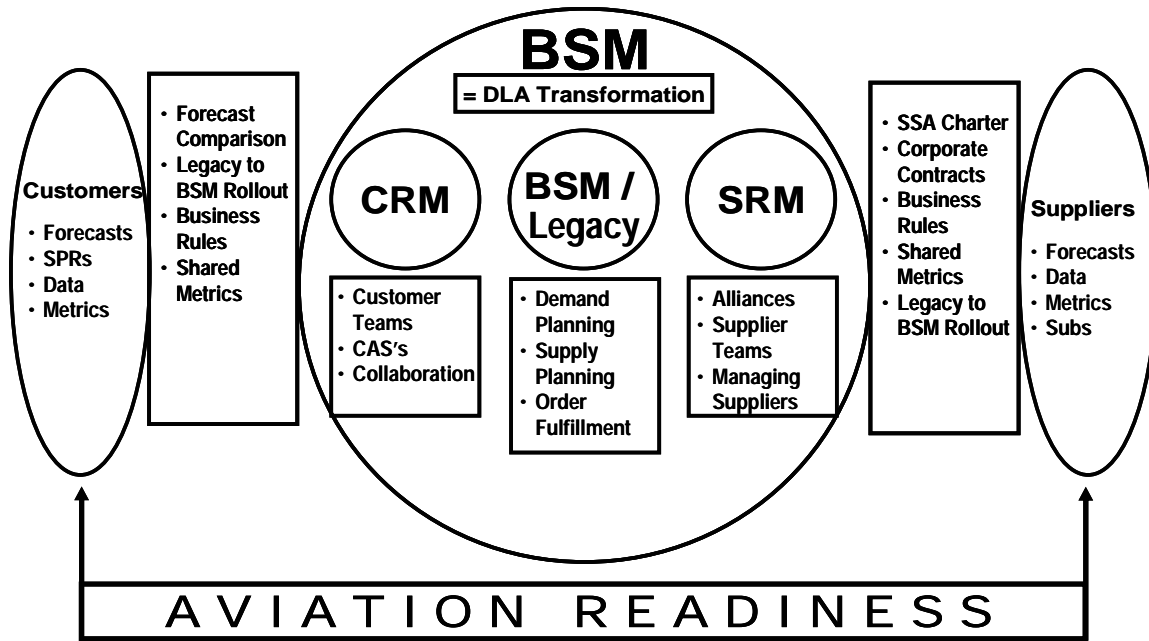 BSM
= DLA Transformation
Customers
· Forecasts
· SPRs
· Data
· Metrics
· Forecast
Comparison
· Legacy to
BSM Rollout
· Business
Rules
· Shared
Metrics
CRM
· Customer
Teams
· CAS's
· Collaboration
BSM /
Legacy
· Demand
Planning
· Supply
Planning
· Order
Fulfillment
SRM
· Alliances
· Supplier
Teams
· Managing
Suppliers
· SSA Charter
· Corporate
Contracts
· Business
Rules
· Shared
Metrics
· Legacy to
BSM Rollout
Suppliers
· Forecasts
· Data
· Metrics
· Subs
AVIATION READINESS